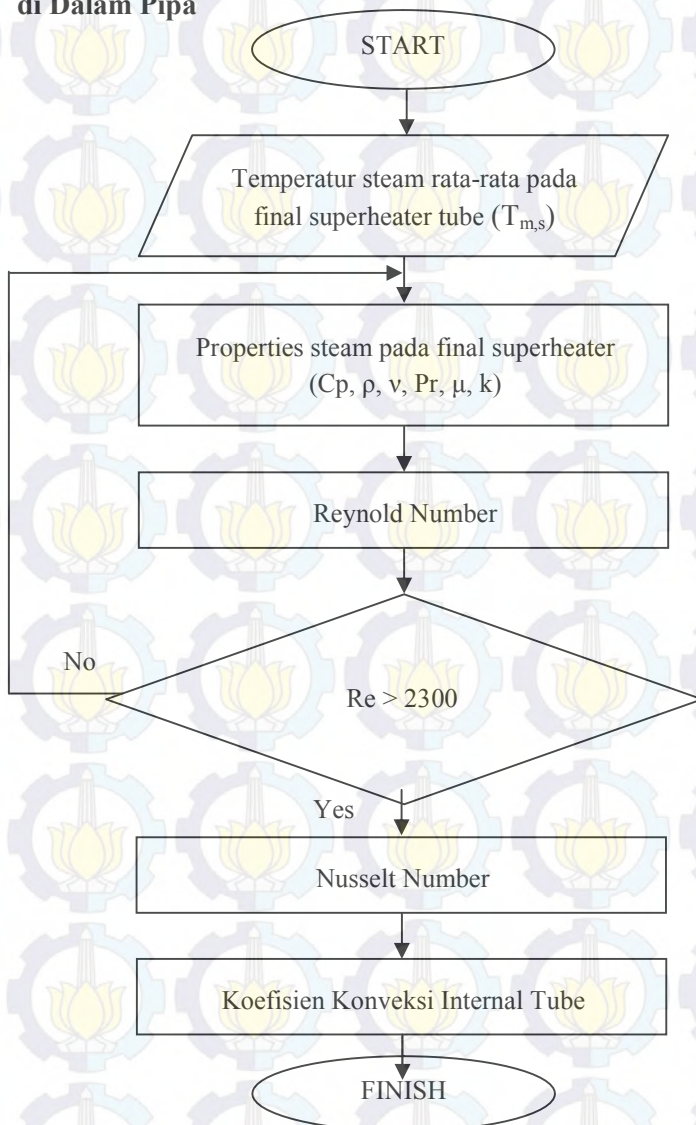 di Dalam Pipa
START
Temperatur steam rata-rata pada
final superheater tube (Tm,s)
Properties steam pada final superheater
(Cp, ρ, ν, Pr, μ, k)
Reynold Number
No
Re > 2300
Yes
Nusselt Number
Koefisien Konveksi Internal Tube
FINISH